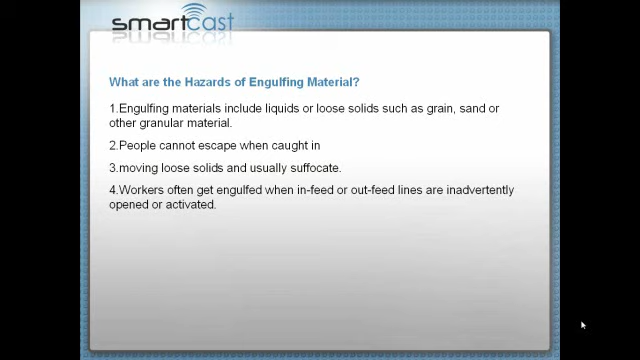 smartcast
What are the Hazards of Engulfing Material?
1.Engulfing materials include liquids or loose solids such as grain, sand or
other granular material.
2.People cannot escape when caught in
3.moving loose solids and usually suffocate.
4.Workers often get engulfed when in-feed or out-feed lines are inadvertently
opened or activated.